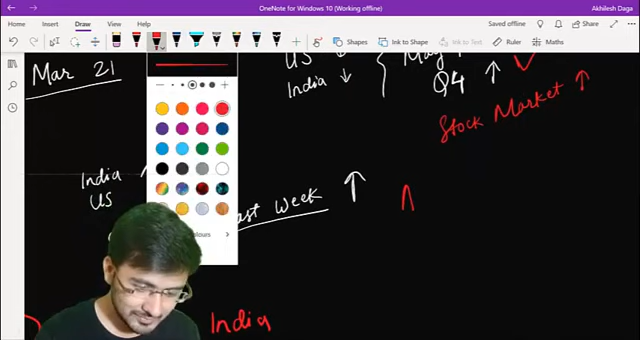 OneNote for Windows 10 (Working offline)
Akhilesh Daga
Home Insert Draw View Help
Saved offline
Share
Shapes Ink to Shape Ink to Text Ruler Maths
Mar 21
US
India ↓
May
Q4 ↑
Stock Market ↑
India
US
Week ↑
India